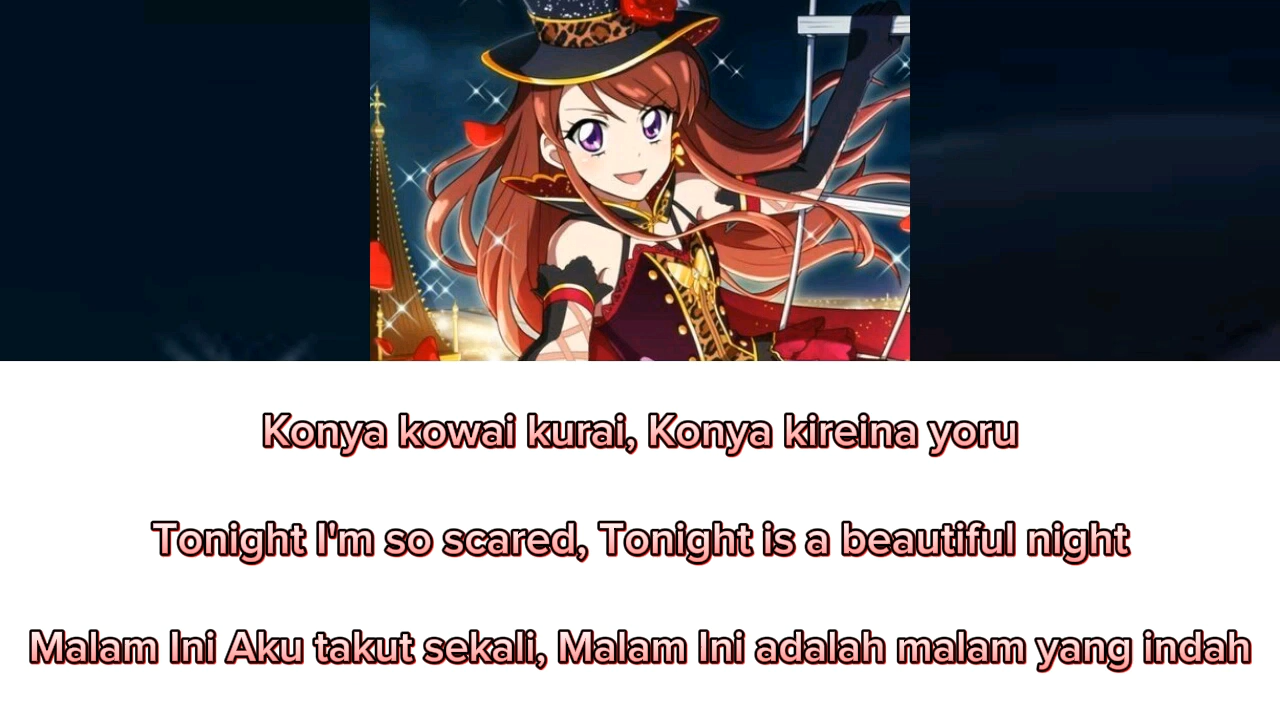 Konya kowai kurai, Konya kireina yoru
Tonight I'm so scared, Tonight is a beautiful night
Malam Ini Aku takut sekali, Malam Ini adalah malam yang indah